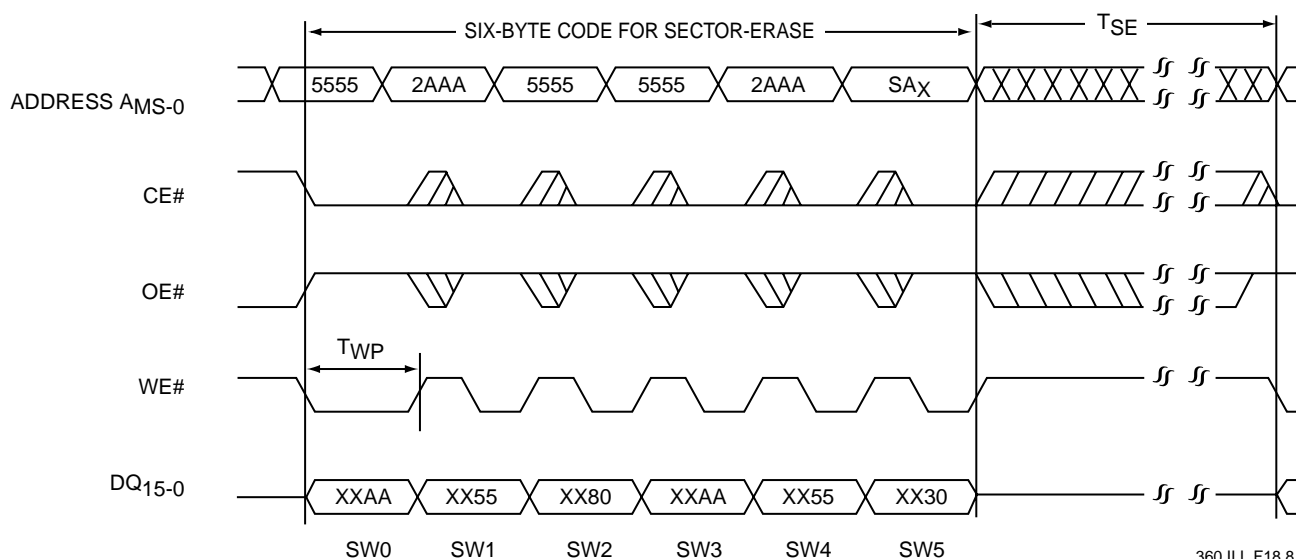 SIX-BYTE CODE FOR SECTOR-ERASE TSE
ADDRESS AMS-0 5555 2AAA 5555 5555 2AAA SAX
CE#
OE#
TWP
WE#
DQ15-0 XXAA XX55 XX80 XXAA XX55 XX30
SW0 SW1 SW2 SW3 SW4 SW5
360 ILL F18.8